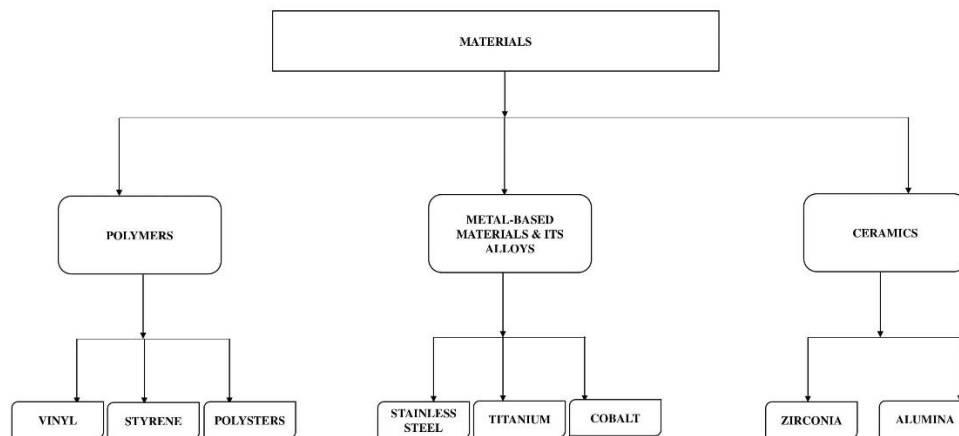 MATERIALS
POLYMERS
METAL-BASED
MATERIALS & ITS
ALLOYS
CERAMICS
VINYL
STYRENE
POLYSTERS
STAINLESS
STEEL
TITANIUM
COBALT
ZIRCONIA
ALUMINA